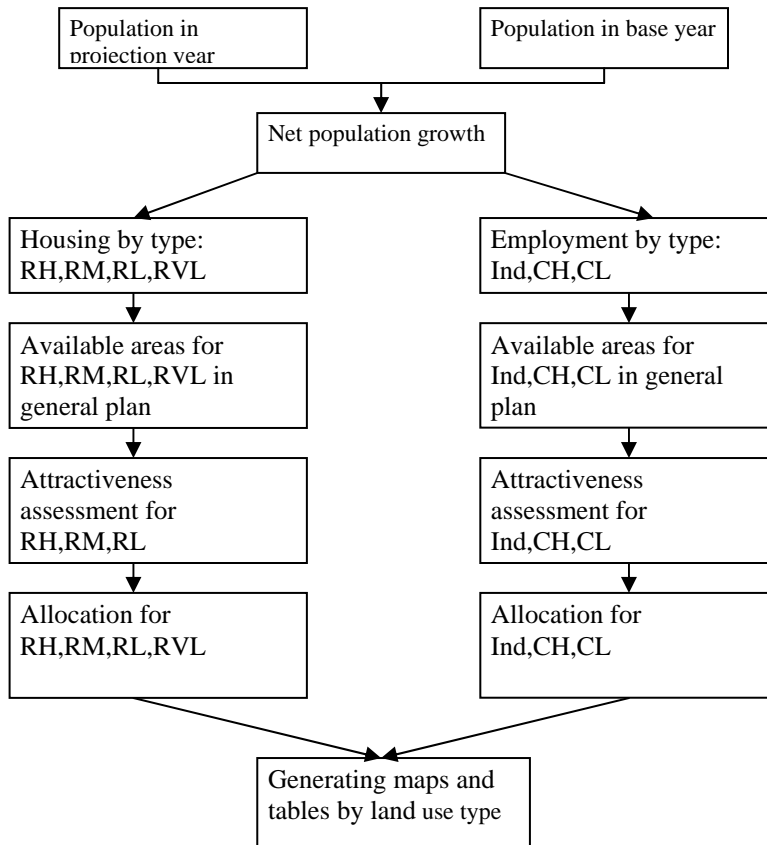 Population in
projection year
Population in base year
Net population growth
Housing by type:
RH,RM,RL,RVL
Employment by type:
Ind,CH,CL
Available areas for
RH,RM,RL,RVL in
general plan
Available areas for
Ind,CH,CL in general
plan
Attractiveness
assessment for
RH,RM,RL
Attractiveness
assessment for
Ind,CH,CL
Allocation for
RH,RM,RL,RVL
Allocation for
Ind,CH,CL
Generating maps and
tables by land use type